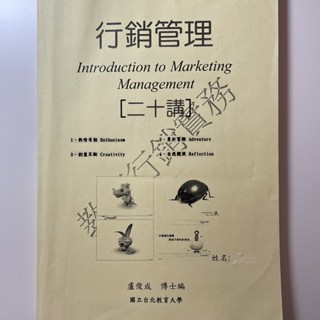 行銷管理
Introduction to Marketing
Management
[二十講]
1、熱情有勁 Enthusiasm 2、勇於冒險 Adventure
3、創意革新 Creativity 4、自我觀照 Reflection
行銷實務
姓名:
盧俊成 博士編
國立台北教育大學